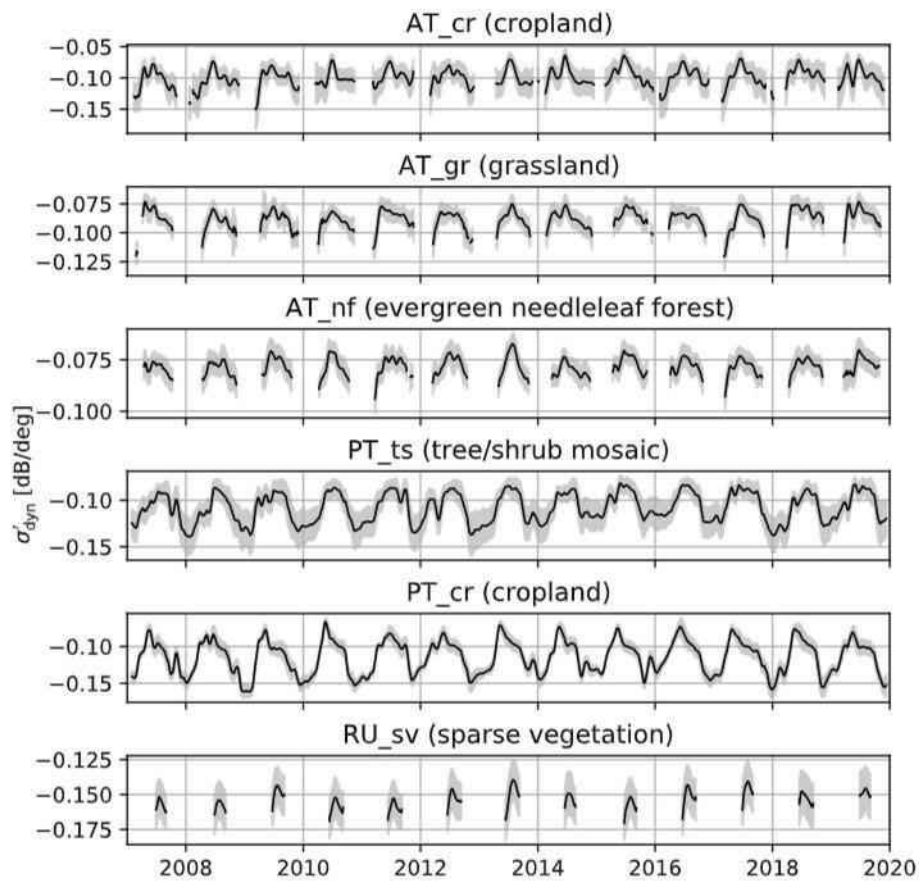 AT_cr (cropland)
−0.05
−0.10
−0.15
AT_gr (grassland)
−0.075
−0.100
−0.125
AT_nf (evergreen needleleaf forest)
−0.075
−0.100
σ′dyn [dB/deg]
PT_ts (tree/shrub mosaic)
−0.10
−0.15
PT_cr (cropland)
−0.10
−0.15
RU_sv (sparse vegetation)
−0.125
−0.150
−0.175
2008 2010 2012 2014 2016 2018 2020